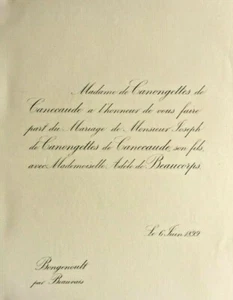 Madame de Canongettes de
Canecaude a l'honneur de vous faire
part du Mariage de Monsieur Joseph
de Canongettes de Canecaude, son fils,
avec Mademoiselle Adèle de Beaucorps.
Le 6 Juin 1899
par Beauvais